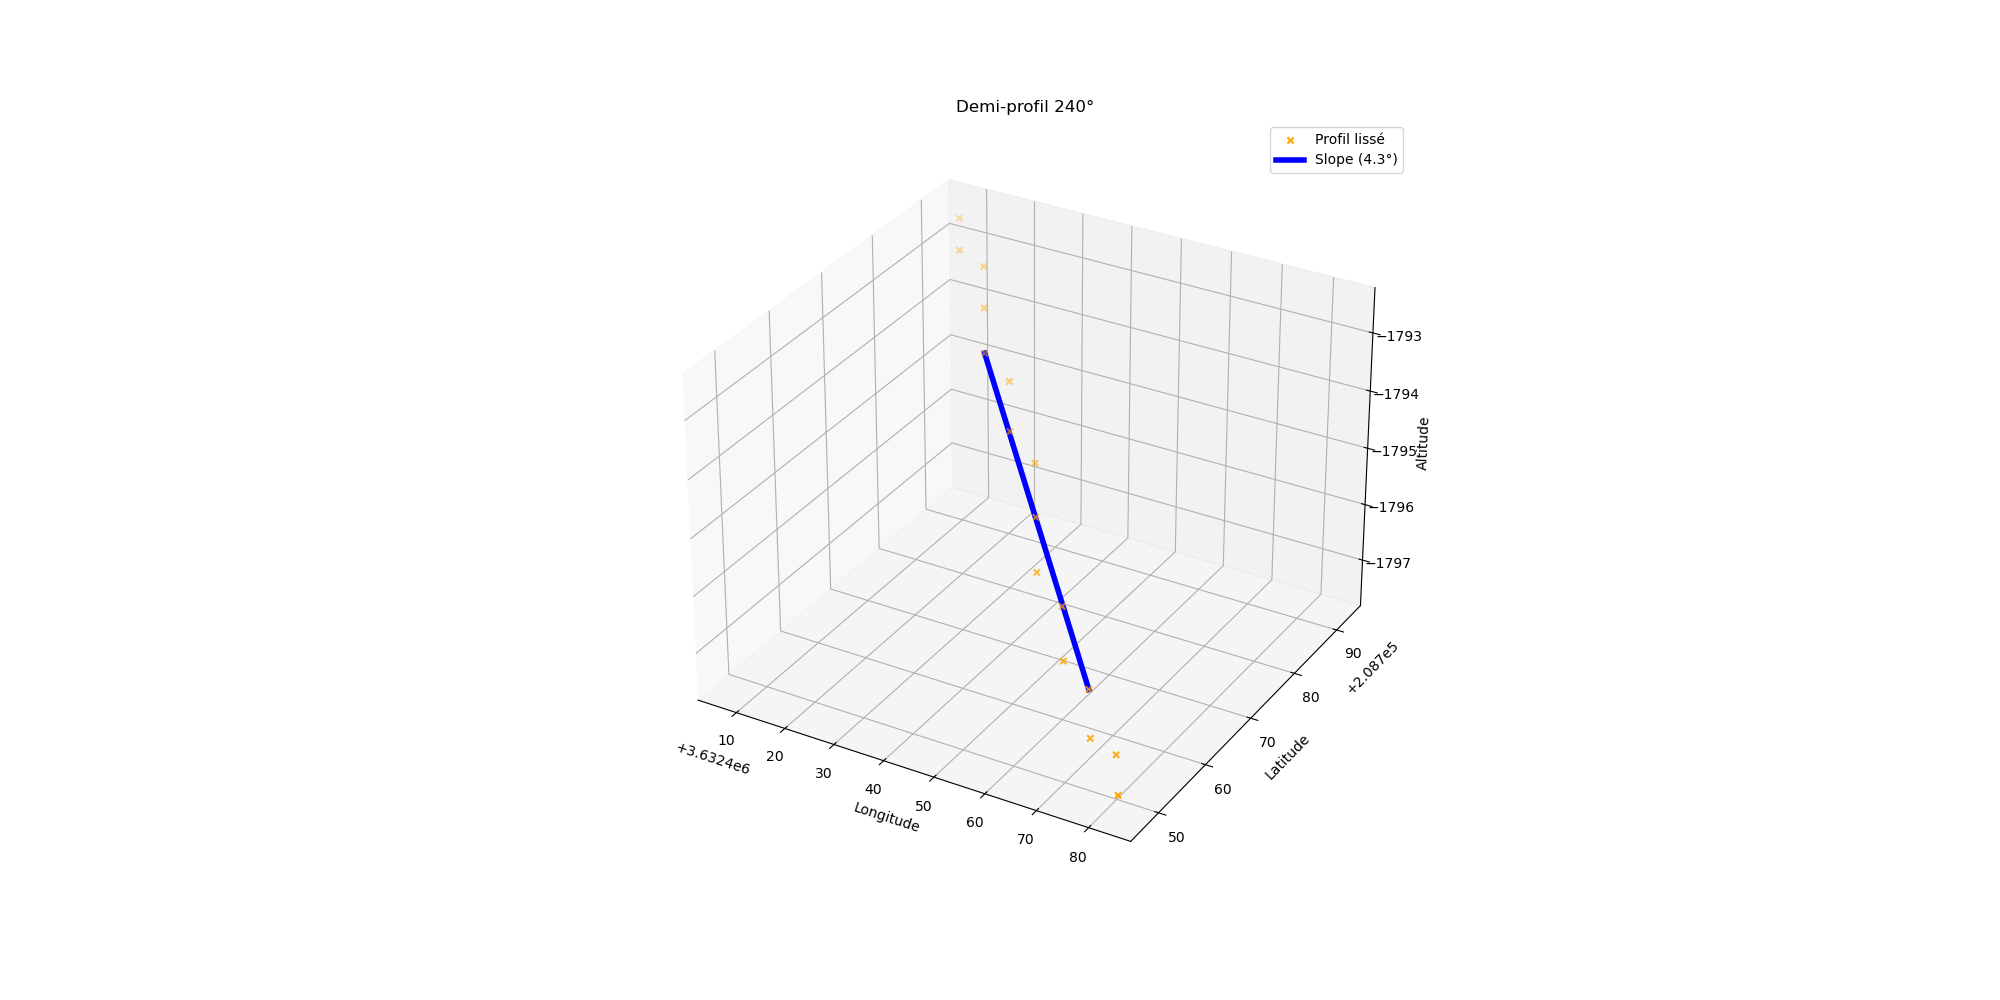 Demi-profil 240°
Profil lissé
Slope (4.3°)
−1793
−1794
−1795
−1796
−1797
Altitude
90
80
70
60
50
+2.087e5
Latitude
10
20
30
40
50
60
70
80
+3.6324e6
Longitude